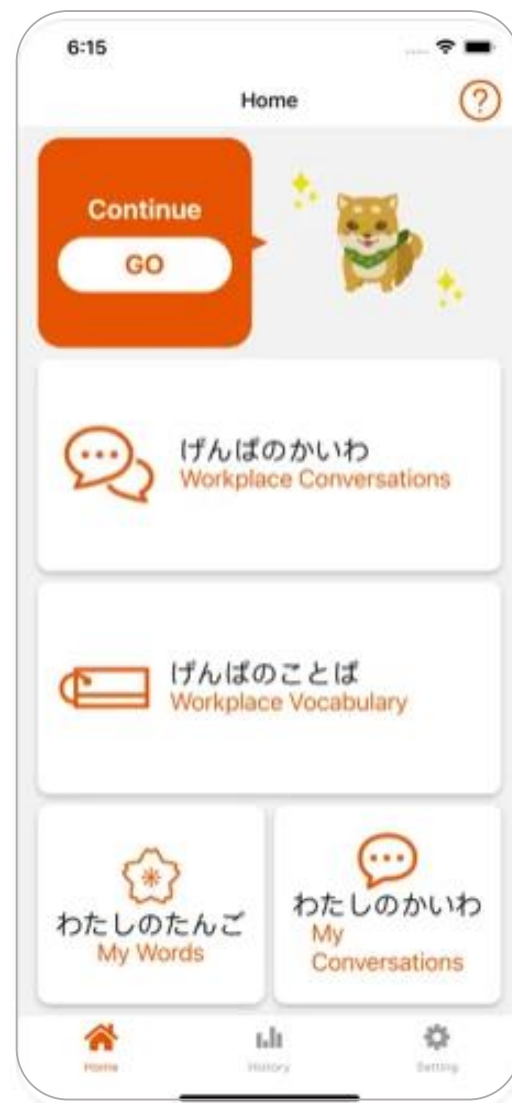 6:15
Home
?
Continue
GO
げんばのかいわ
Workplace Conversations
げんばのことば
Workplace Vocabulary
わたしのたんご
My Words
わたしのかいわ
My
Conversations
Home
History
Setting